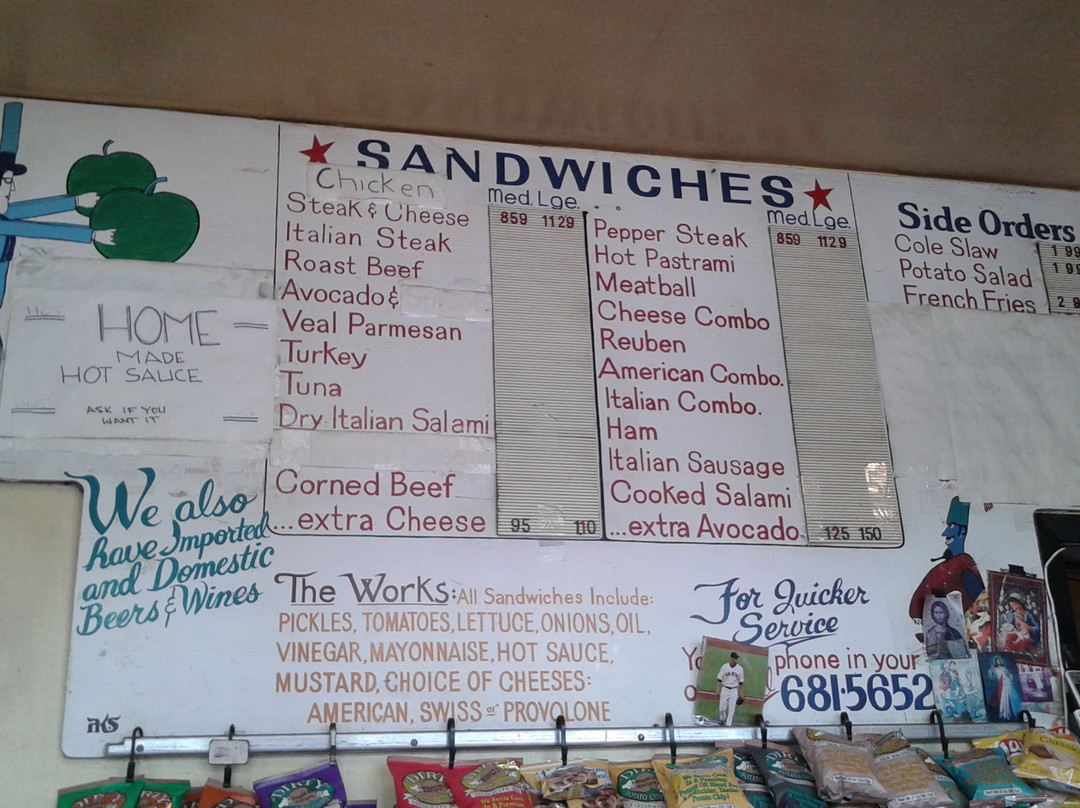 SANDWICHES
Chicken
Med. Lge.
Steak & Cheese 859 1129
Italian Steak
Roast Beef
Avocado &
Veal Parmesan
Turkey
Tuna
Dry Italian Salami
Corned Beef
...extra Cheese 95 110
Med. Lge.
Pepper Steak 859 1129
Hot Pastrami
Meatball
Cheese Combo
Reuben
American Combo.
Italian Combo.
Ham
Italian Sausage
Cooked Salami
...extra Avocado 125 150
Side Orders
Cole Slaw
Potato Salad
French Fries
HOT HOT
HOME
MADE
HOT SAUCE
ASK IF YOU
WANT IT
We also
have Imported
and Domestic
Beers & Wines
The Works: All Sandwiches Include:
PICKLES, TOMATOES, LETTUCE, ONIONS, OIL,
VINEGAR, MAYONNAISE, HOT SAUCE,
MUSTARD, CHOICE OF CHEESES:
AMERICAN, SWISS or PROVOLONE
For Quicker
Service
phone in your
681-5652